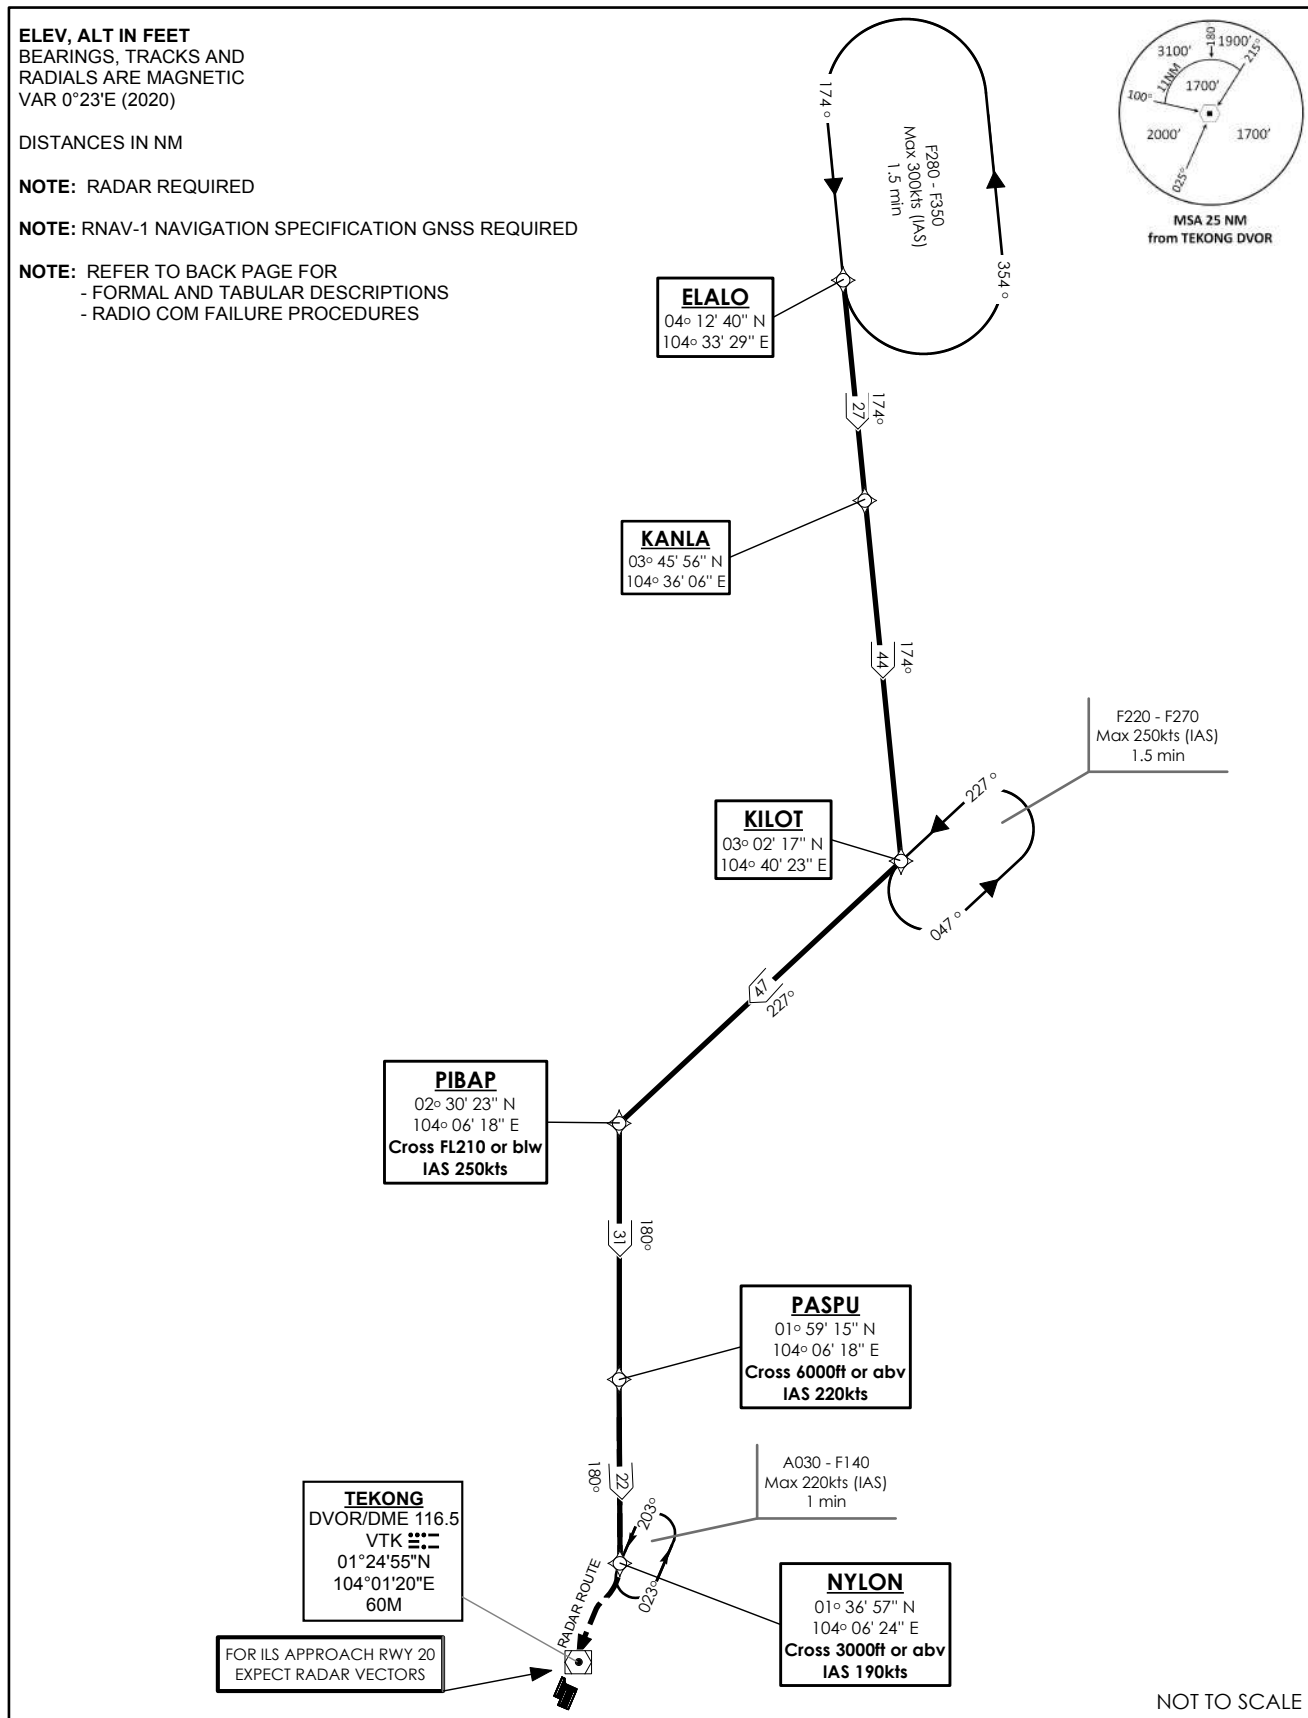 ELEV, ALT IN FEET
BEARINGS, TRACKS AND
RADIALS ARE MAGNETIC
VAR 0°23'E (2020)
DISTANCES IN NM
NOTE: RADAR REQUIRED
NOTE: RNAV-1 NAVIGATION SPECIFICATION GNSS REQUIRED
NOTE: REFER TO BACK PAGE FOR
- FORMAL AND TABULAR DESCRIPTIONS
- RADIO COM FAILURE PROCEDURES
3100'
180°
1900'
215°
11NM
1700'
100°
2000'
1700'
025°
MSA 25 NM
from TEKONG DVOR
174°
F280 - F350
Max 300kts (IAS)
1.5 min
354°
ELALO
04° 12' 40" N
104° 33' 29" E
27
174°
KANLA
03° 45' 56" N
104° 36' 06" E
44
174°
F220 - F270
Max 250kts (IAS)
1.5 min
227°
047°
KILOT
03° 02' 17" N
104° 40' 23" E
47
227°
PIBAP
02° 30' 23" N
104° 06' 18" E
Cross FL210 or blw
IAS 250kts
31
180°
PASPU
01° 59' 15" N
104° 06' 18" E
Cross 6000ft or abv
IAS 220kts
22
180°
A030 - F140
Max 220kts (IAS)
1 min
203°
023°
TEKONG
DVOR/DME 116.5
VTK
01°24'55"N
104°01'20"E
60M
RADAR ROUTE
NYLON
01° 36' 57" N
104° 06' 24" E
Cross 3000ft or abv
IAS 190kts
FOR ILS APPROACH RWY 20
EXPECT RADAR VECTORS
NOT TO SCALE